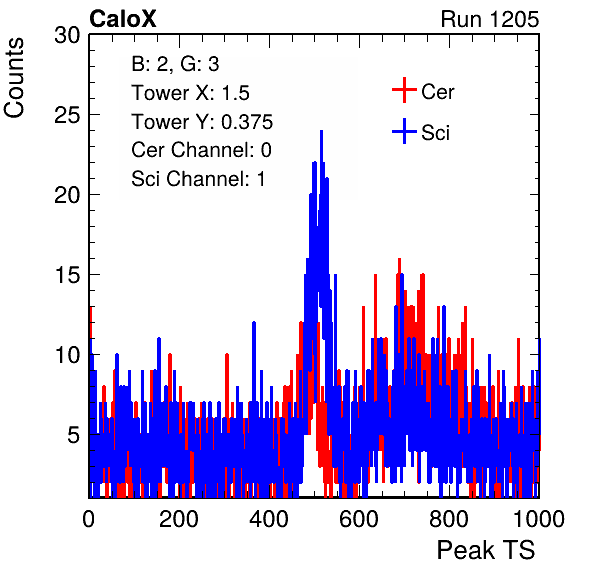 CaloX Run 1205
Counts
30
25
20
15
10
5
B: 2, G: 3
Tower X: 1.5
Tower Y: 0.375
Cer Channel: 0
Sci Channel: 1
Cer
Sci
0 200 400 600 800 1000
Peak TS